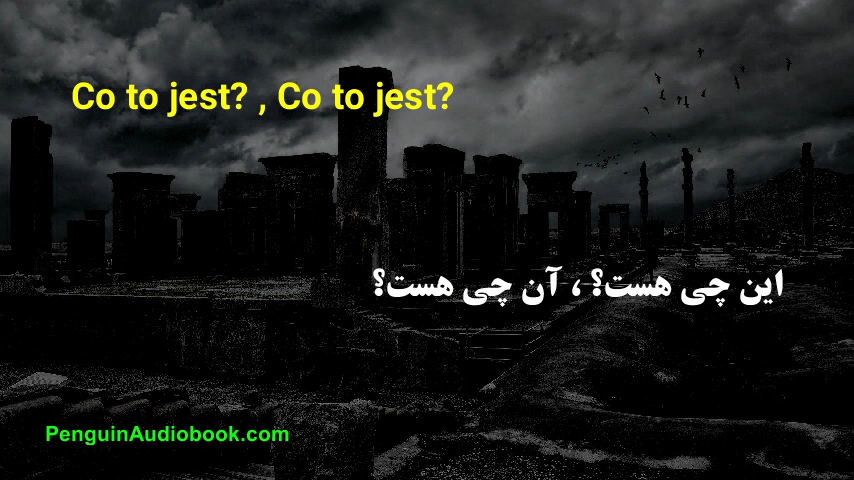 Co to jest? , Co to jest?
این چی هست؟ ، آن چی هست؟
PenguinAudiobook.com